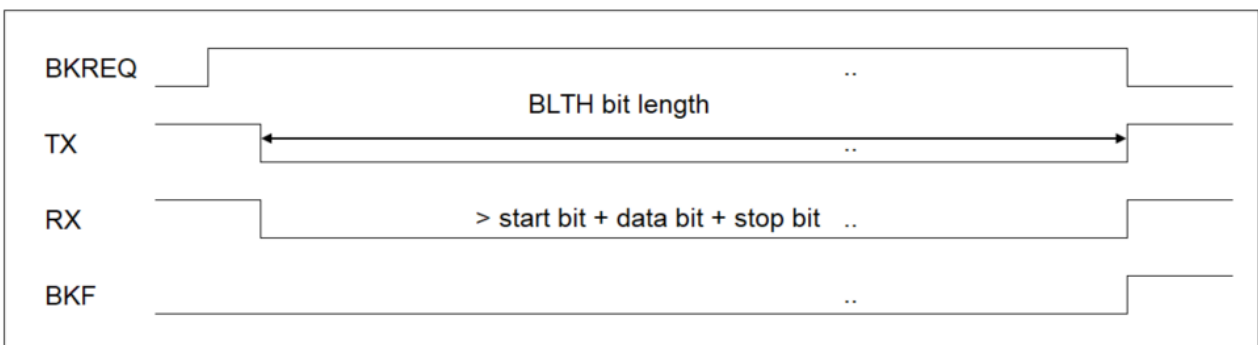 BKREQ ..
BLTH bit length
TX ..
RX > start bit + data bit + stop bit ..
BKF ..